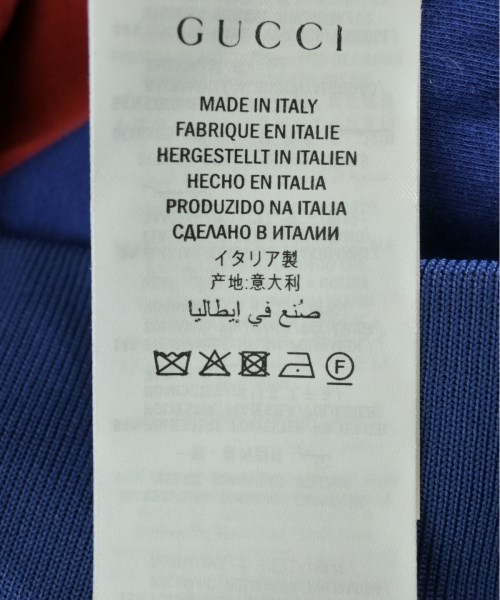 GUCCI
MADE IN ITALY
FABRIQUE EN ITALIE
HERGESTELLT IN ITALIEN
HECHO EN ITALIA
PRODUZIDO NA ITALIA
СДЕЛАНО В ИТАЛИИ
イタリア製
产地:意大利
صُنع في إيطاليا
F